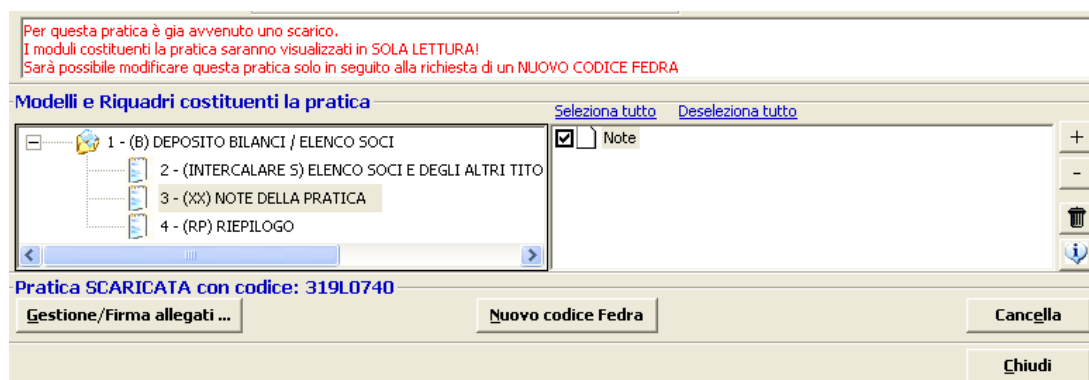 Per questa pratica è gia avvenuto uno scarico.
I moduli costituenti la pratica saranno visualizzati in SOLA LETTURA!
Sarà possibile modificare questa pratica solo in seguito alla richiesta di un NUOVO CODICE FEDRA
Modelli e Riquadri costituenti la pratica
Seleziona tutto Deseleziona tutto
1 - (B) DEPOSITO BILANCI / ELENCO SOCI
2 - (INTERCALARE S) ELENCO SOCI E DEGLI ALTRI TITO
3 - (XX) NOTE DELLA PRATICA
4 - (RP) RIEPILOGO
Note
Pratica SCARICATA con codice: 319L0740
Gestione/Firma allegati ... Nuovo codice Fedra Cancella
Chiudi